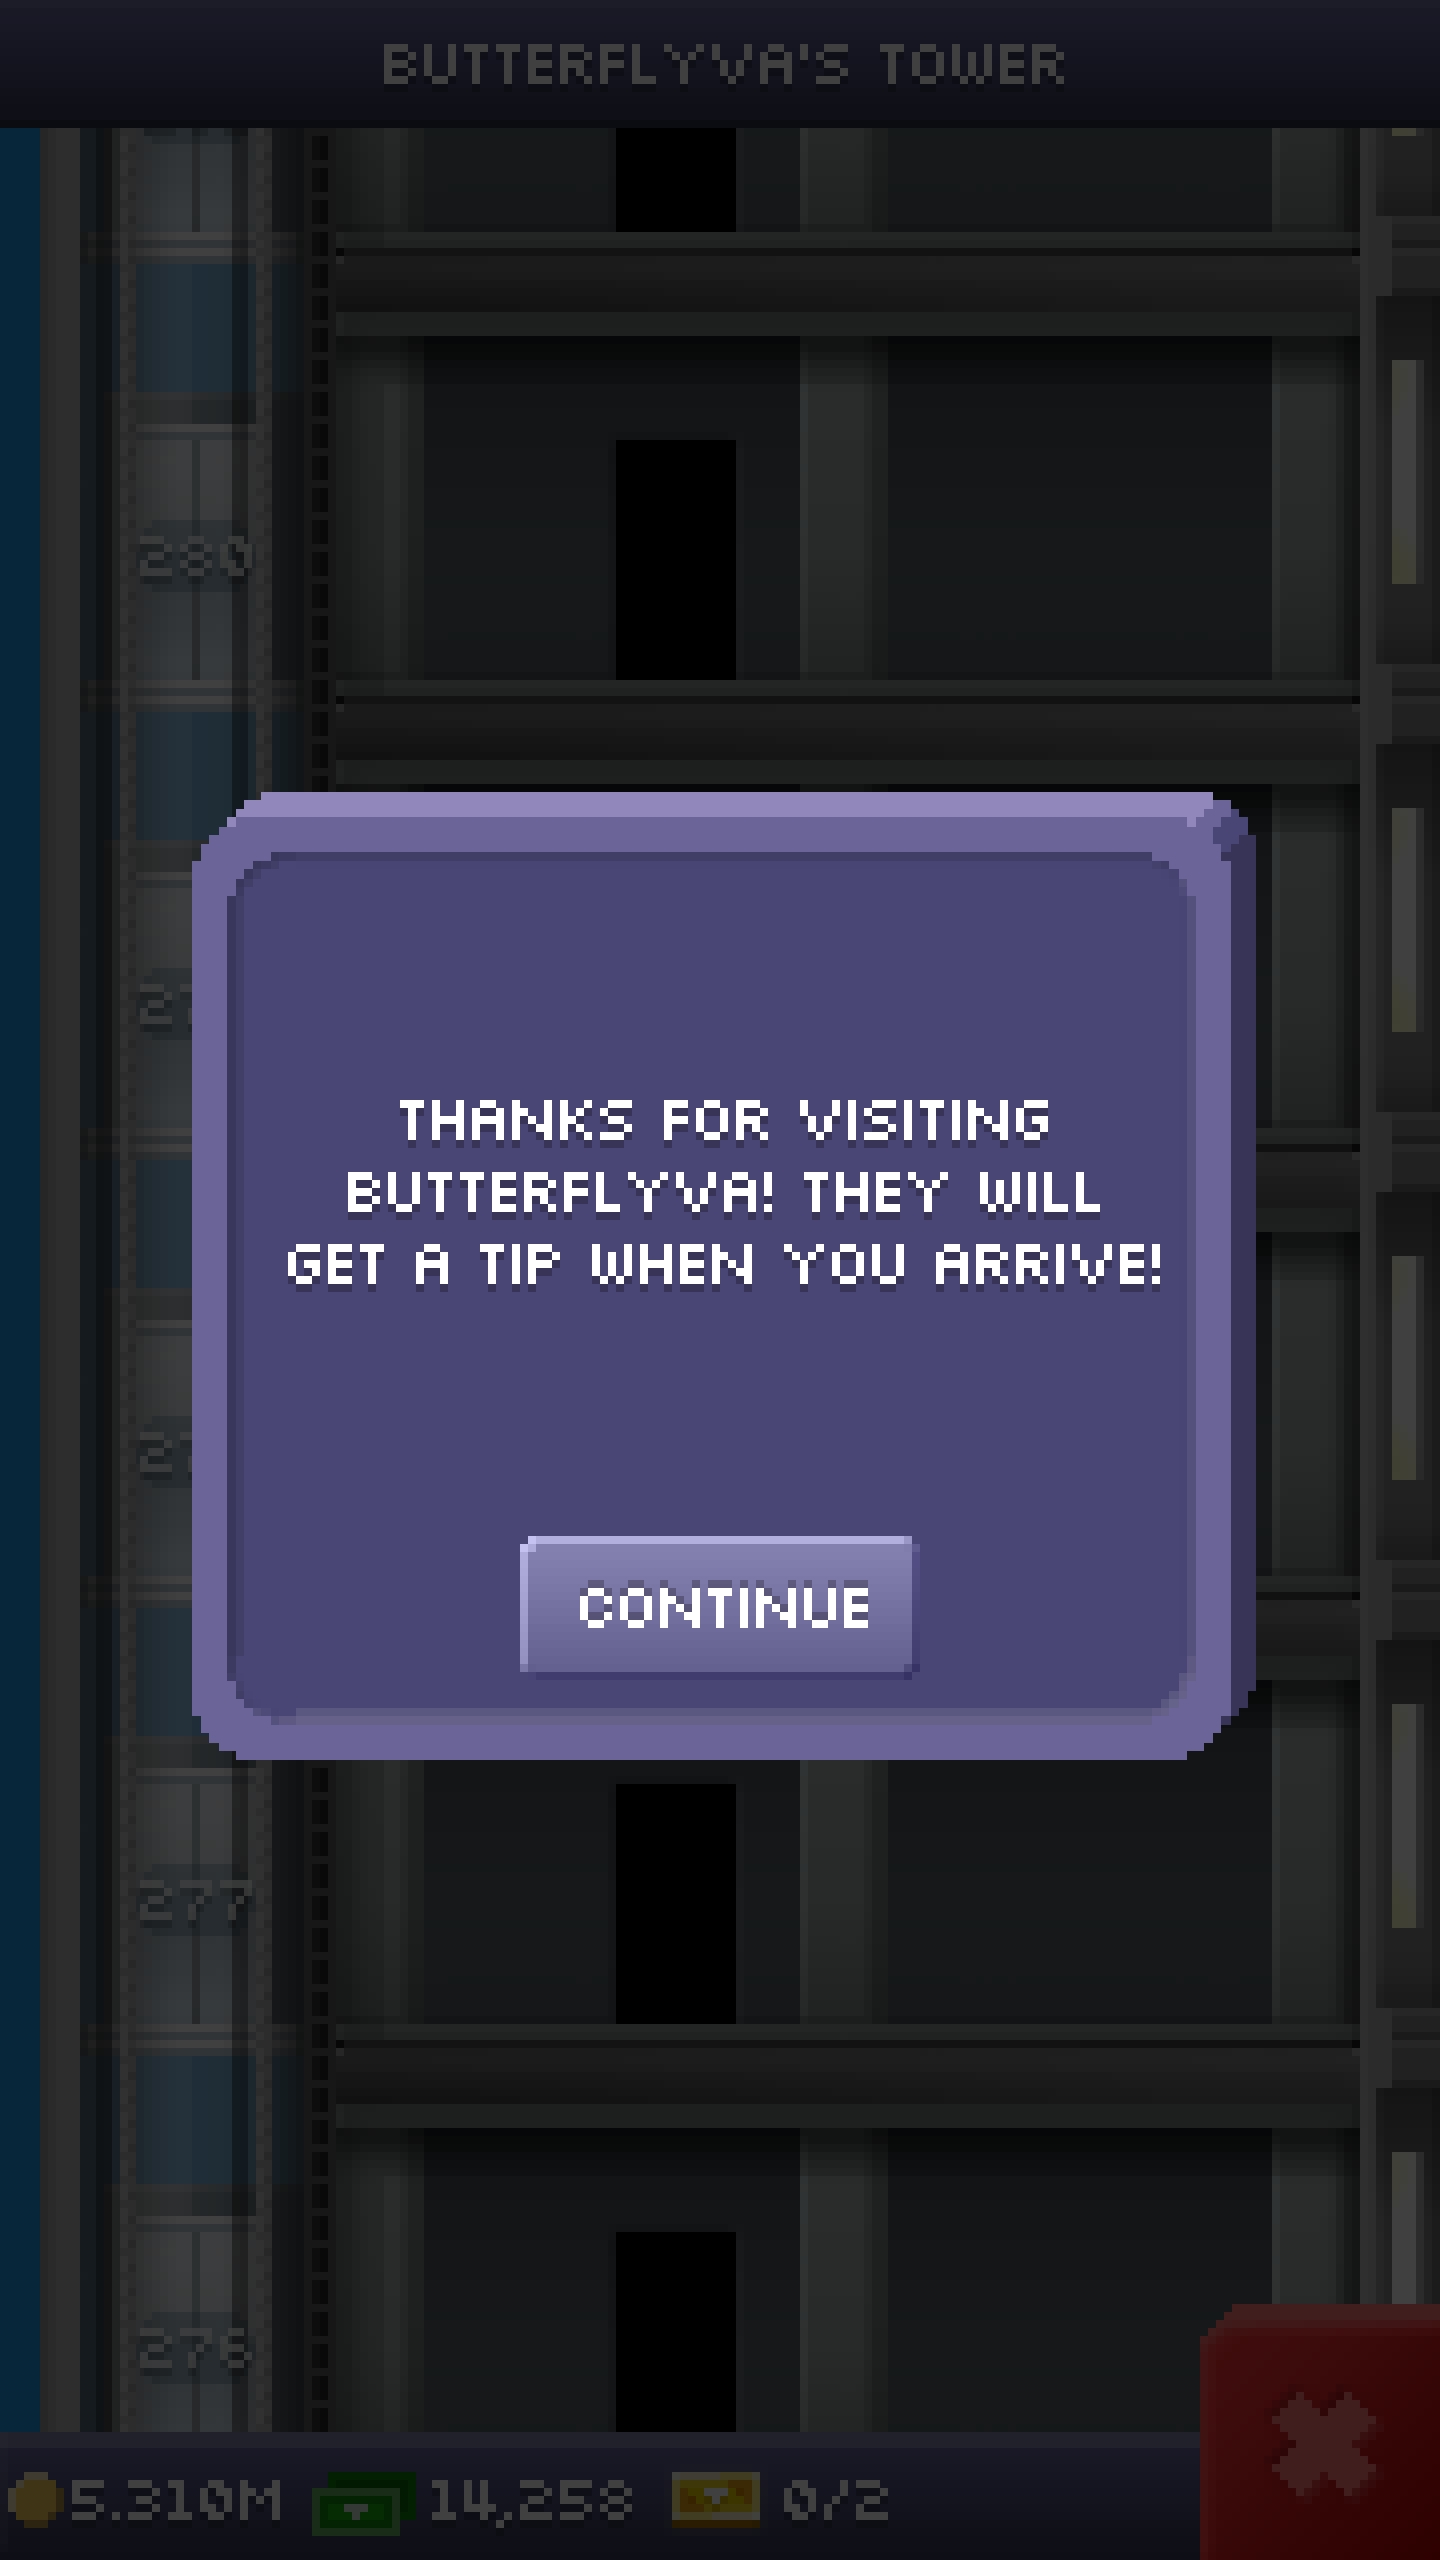 BUTTERFLYVA'S TOWER
280
THANKS FOR VISITING
BUTTERFLYVA! THEY WILL
GET A TIP WHEN YOU ARRIVE!
CONTINUE
277
276
5.310M 14,258 0/2